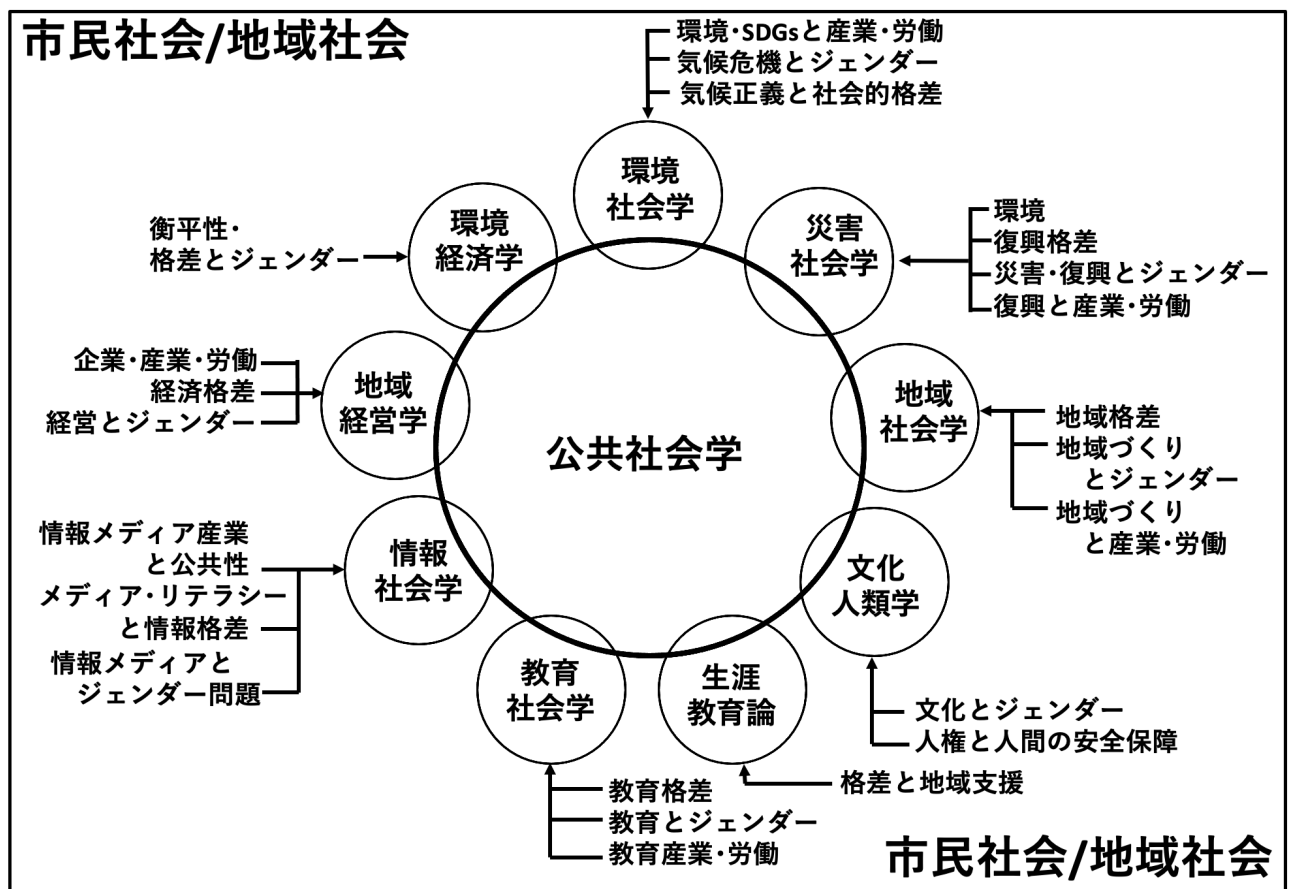 市民社会/地域社会
環境･SDGsと産業･労働
気候危機とジェンダー
気候正義と社会的格差
環境
社会学
環境
経済学
衡平性･
格差とジェンダー
災害
社会学
環境
復興格差
災害･復興とジェンダー
復興と産業･労働
地域
経営学
企業･産業･労働
経済格差
経営とジェンダー
地域
社会学
地域格差
地域づくり
とジェンダー
地域づくり
と産業･労働
公共社会学
情報
社会学
情報メディア産業
と公共性
メディア･リテラシー
と情報格差
情報メディアと
ジェンダー問題
文化
人類学
文化とジェンダー
人権と人間の安全保障
教育
社会学
教育格差
教育とジェンダー
教育産業･労働
生涯
教育論
格差と地域支援
市民社会/地域社会